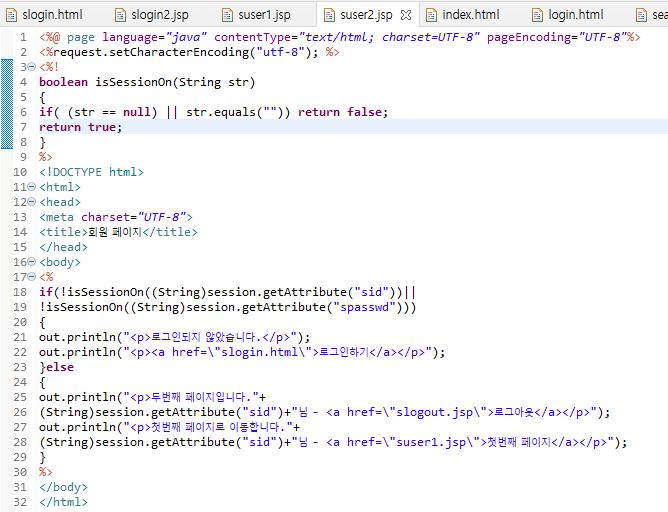 slogin.html slogin2.jsp suser1.jsp suser2.jsp index.html login.html sea
1 <%@ page language="java" contentType="text/html; charset=UTF-8" pageEncoding="UTF-8"%>
2 <%request.setCharacterEncoding("utf-8"); %>
3 <%!
4 boolean isSessionOn(String str)
5 {
6 if( (str == null) || str.equals("")) return false;
7 return true;
8 }
9 %>
10 <!DOCTYPE html>
11 <html>
12 <head>
13 <meta charset="UTF-8">
14 <title>회원 페이지</title>
15 </head>
16 <body>
17 <%
18 if(!isSessionOn((String)session.getAttribute("sid"))||
19 !isSessionOn((String)session.getAttribute("spasswd")))
20 {
21 out.println("<p>로그인되지 않았습니다.</p>");
22 out.println("<p><a href=\"slogin.html\">로그인하기</a></p>");
23 }else
24 {
25 out.println("<p>두번째 페이지입니다."+
26 (String)session.getAttribute("sid")+"님 - <a href=\"slogout.jsp\">로그아웃</a></p>");
27 out.println("<p>첫번째 페이지로 이동합니다."+
28 (String)session.getAttribute("sid")+"님 - <a href=\"suser1.jsp\">첫번째 페이지</a></p>");
29 }
30 %>
31 </body>
32 </html>